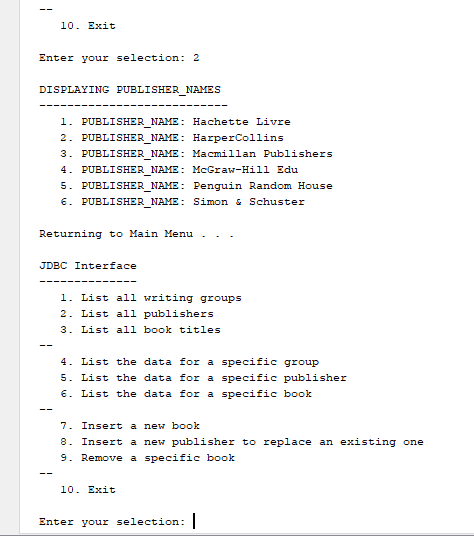 --
10. Exit
Enter your selection: 2
DISPLAYING PUBLISHER_NAMES
---------------------------
1. PUBLISHER_NAME: Hachette Livre
2. PUBLISHER_NAME: HarperCollins
3. PUBLISHER_NAME: Macmillan Publishers
4. PUBLISHER_NAME: McGraw-Hill Edu
5. PUBLISHER_NAME: Penguin Random House
6. PUBLISHER_NAME: Simon & Schuster
Returning to Main Menu . . .
JDBC Interface
--------------
1. List all writing groups
2. List all publishers
3. List all book titles
--
4. List the data for a specific group
5. List the data for a specific publisher
6. List the data for a specific book
--
7. Insert a new book
8. Insert a new publisher to replace an existing one
9. Remove a specific book
--
10. Exit
Enter your selection: